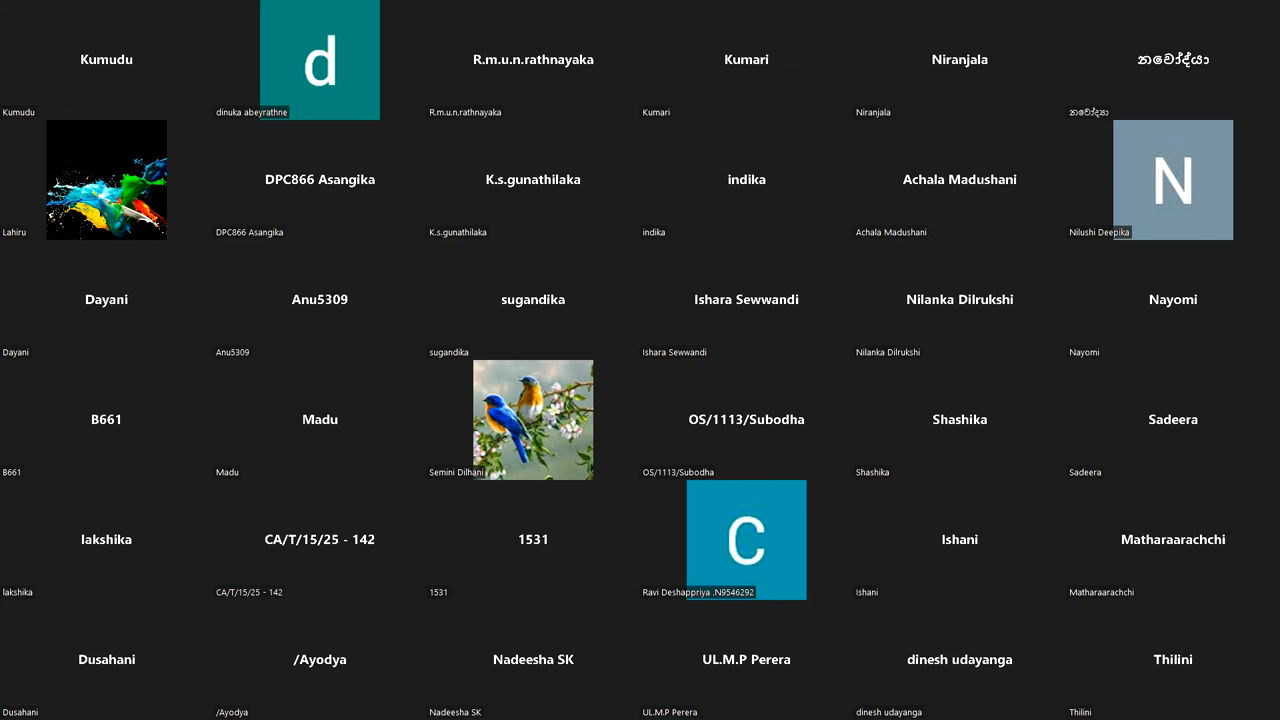 Kumudu
d
R.m.u.n.rathnayaka
Kumari
Niranjala
නවෝද්යා
Kumudu
dinuka abeyrathne
R.m.u.n.rathnayaka
Kumari
Niranjala
නවෝද්‍යා
DPC866 Asangika
K.s.gunathilaka
indika
Achala Madushani
N
Lahiru
DPC866 Asangika
K.s.gunathilaka
indika
Achala Madushani
Nilushi Deepika
Dayani
Anu5309
sugandika
Ishara Sewwandi
Nilanka Dilrukshi
Nayomi
Dayani
Anu5309
sugandika
Ishara Sewwandi
Nilanka Dilrukshi
Nayomi
B661
Madu
OS/1113/Subodha
Shashika
Sadeera
B661
Madu
Semini Dilhani
OS/1113/Subodha
Shashika
Sadeera
lakshika
CA/T/15/25 - 142
1531
C
Ishani
Matharaarachchi
lakshika
CA/T/15/25 - 142
1531
Ravi Deshappriya .N9546292
Ishani
Matharaarachchi
Dusahani
/Ayodya
Nadeesha SK
UL.M.P Perera
dinesh udayanga
Thilini
Dusahani
/Ayodya
Nadeesha SK
UL.M.P Perera
dinesh udayanga
Thilini